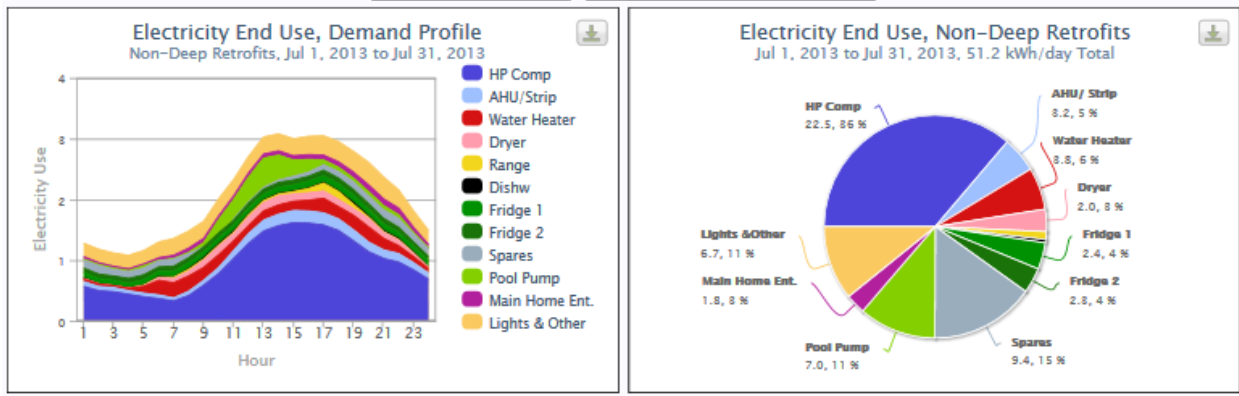 Electricity End Use, Demand Profile
Non-Deep Retrofits, Jul 1, 2013 to Jul 31, 2013
4
3
2
1
0
Electricity Use
1 3 5 7 9 11 13 15 17 19 21 23
Hour
HP Comp
AHU/Strip
Water Heater
Dryer
Range
Dishw
Fridge 1
Fridge 2
Spares
Pool Pump
Main Home Ent.
Lights & Other
Electricity End Use, Non-Deep Retrofits
Jul 1, 2013 to Jul 31, 2013, 51.2 kWh/day Total
HP Comp
22.5, 86 %
AHU/ Strip
8.2, 5 %
Water Heater
8.8, 6 %
Dryer
2.0, 8 %
Fridge 1
2.4, 4 %
Fridge 2
2.8, 4 %
Spares
9.4, 15 %
Pool Pump
7.0, 11 %
Main Home Ent.
1.8, 8 %
Lights &Other
6.7, 11 %